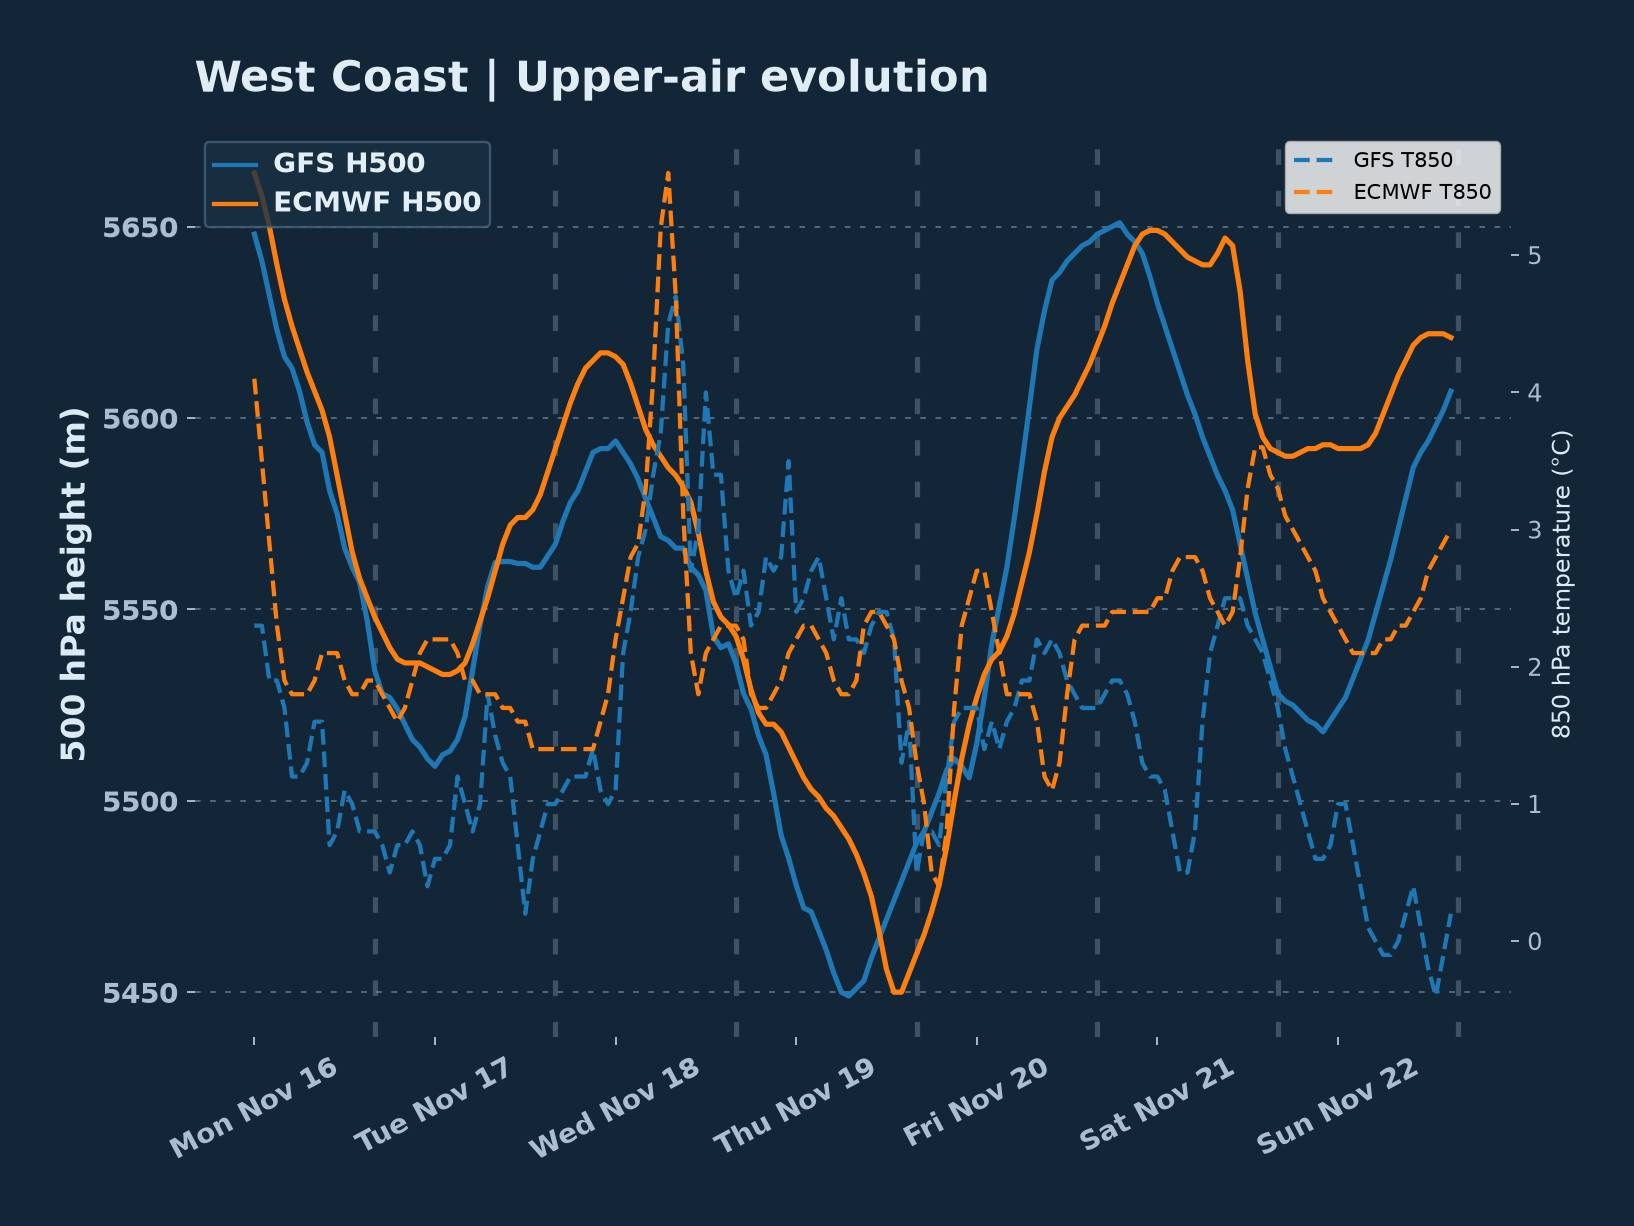 West Coast | Upper-air evolution
GFS H500
ECMWF H500
GFS T850
ECMWF T850
500 hPa height (m)
5650
5600
5550
5500
5450
5
4
3
2
1
0
850 hPa temperature (°C)
Mon Nov 16
Tue Nov 17
Wed Nov 18
Thu Nov 19
Fri Nov 20
Sat Nov 21
Sun Nov 22